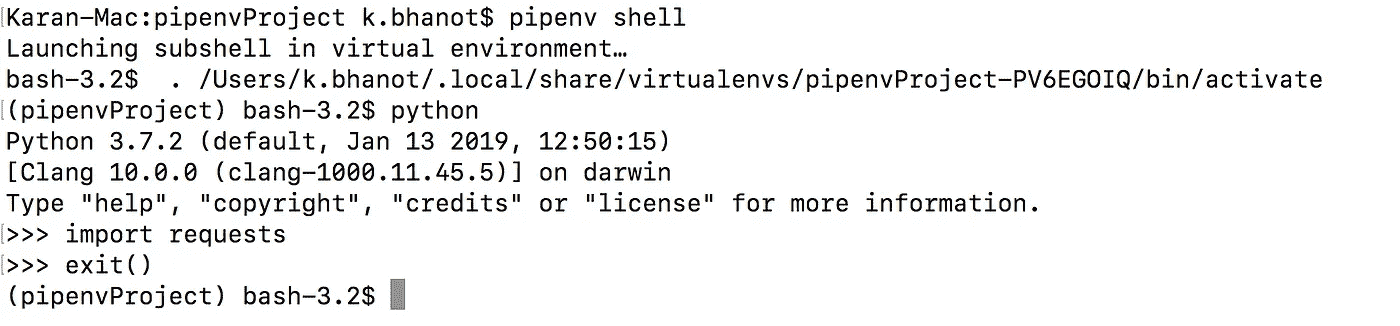 Karan-Mac:pipenvProject k.bhanot$ pipenv shell
Launching subshell in virtual environment…
bash-3.2$  . /Users/k.bhanot/.local/share/virtualenvs/pipenvProject-PV6EGOIQ/bin/activate
(pipenvProject) bash-3.2$ python
Python 3.7.2 (default, Jan 13 2019, 12:50:15)
[Clang 10.0.0 (clang-1000.11.45.5)] on darwin
Type "help", "copyright", "credits" or "license" for more information.
>>> import requests
>>> exit()
(pipenvProject) bash-3.2$